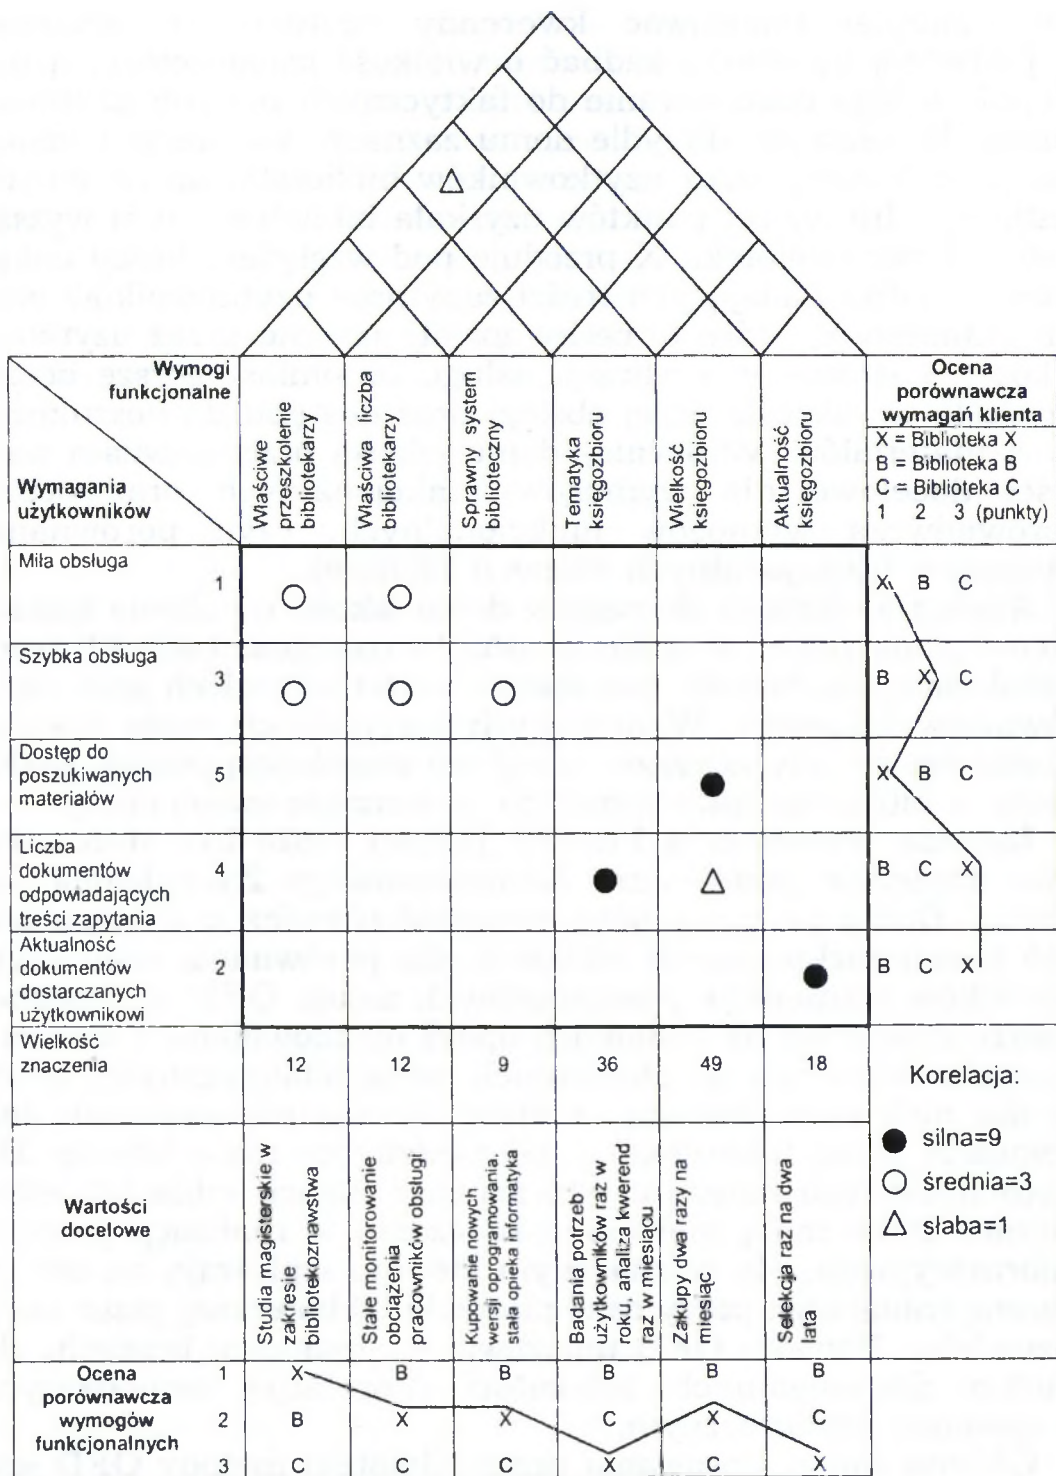 Wymogi
funkcjonalne
Wymagania
użytkowników
Właściwe
przeszkolenie
bibliotekarzy
Właściwa liczba
bibliotekarzy
Sprawny system
biblioteczny
Tematyka
księgozbioru
Wielkość
księgozbioru
Aktualność
księgozbioru
Ocena
porównawcza
wymagań klienta
X = Biblioteka X
B = Biblioteka B
C = Biblioteka C
1 2 3 (punkty)
Miła obsługa
1
X B C
Szybka obsługa
3
B X C
Dostęp do
poszukiwanych
materiałów
5
X B C
Liczba
dokumentów
odpowiadających
treści zapytania
4
B C X
Aktualność
dokumentów
dostarczanych
użytkownikowi
2
B C X
Wielkość
znaczenia
12 12 9 36 49 18
Korelacja:
silna=9
średnia=3
słaba=1
Wartości
docelowe
Studia magisterskie w
zakresie
bibliotekoznawstwa
Stałe monitorowanie
obciążenia
pracowników obsługi
Kupowanie nowych
wersji oprogramowania,
stała opieka informatyka
Badania potrzeb
użytkowników raz w
roku, analiza kwerend
raz w miesiącu
Zakupy dwa razy na
miesiąc
Selekcja raz na dwa
lata
Ocena
porównawcza
wymogów
funkcjonalnych
1 X B B B B B
2 B X X C X C
3 C C C X C X